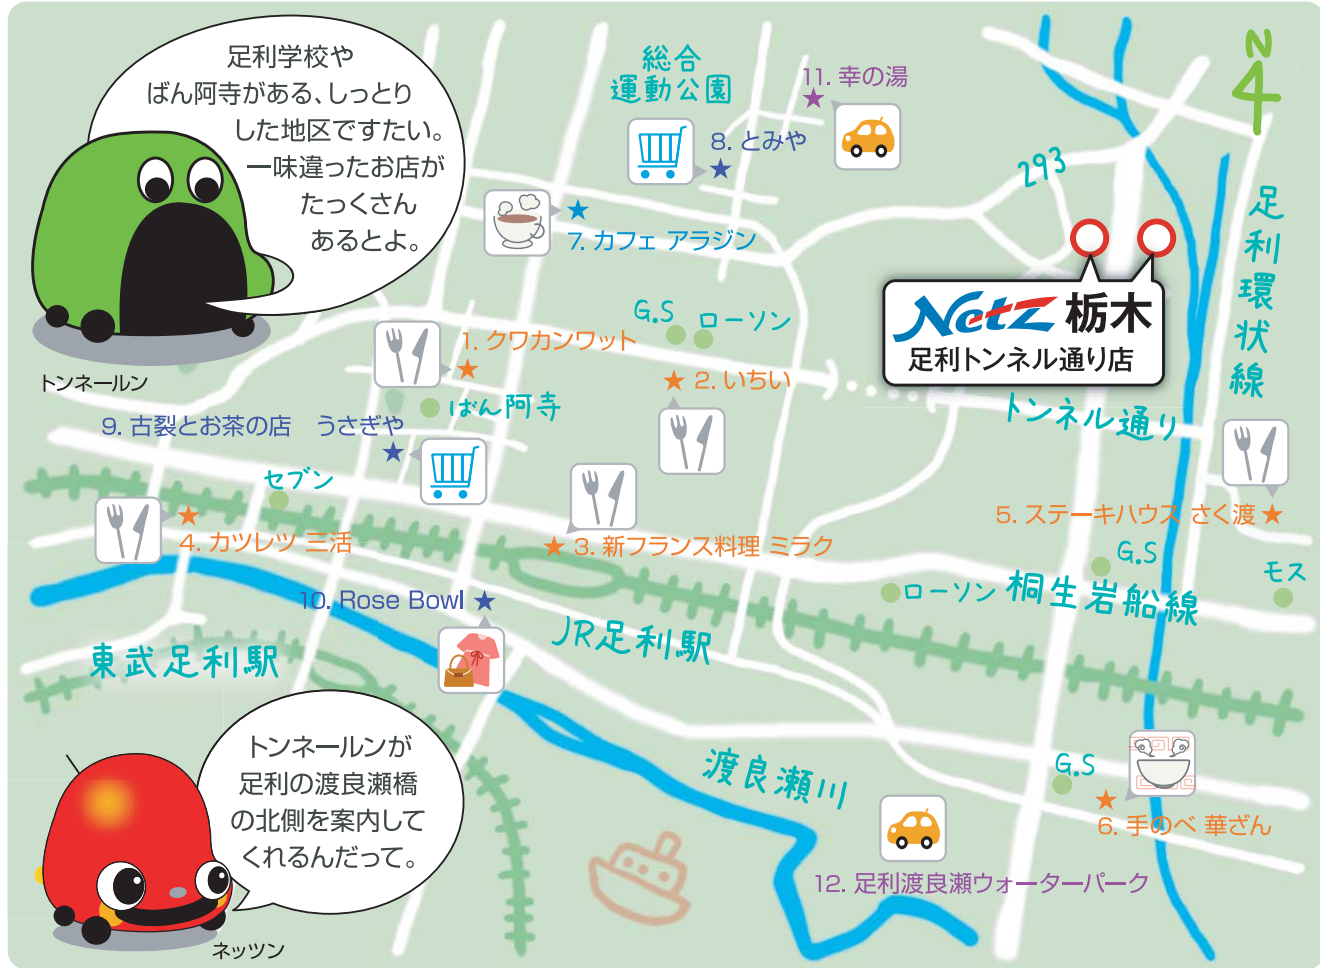 足利学校や
ばん阿寺がある、しっとり
した地区ですたい。
一味違ったお店が
たっくさん
あるとよ。
トンネールン
総合
運動公園
11. 幸の湯
8. とみや
7. カフェ アラジン
293
N
足利環状線
Netz 栃木
足利トンネル通り店
G.S
ローソン
1. クワカンワット
2. いちい
ばん阿寺
トンネル通り
9. 古裂とお茶の店　うさぎや
セブン
4. カツレツ 三活
3. 新フランス料理 ミラク
5. ステーキハウス さく渡
G.S
モス
ローソン
桐生岩船線
10. Rose Bowl
JR足利駅
東武足利駅
渡良瀬川
G.S
6. 手のべ 華ざん
12. 足利渡良瀬ウォーターパーク
トンネールンが
足利の渡良瀬橋
の北側を案内して
くれるんだって。
ネッツン